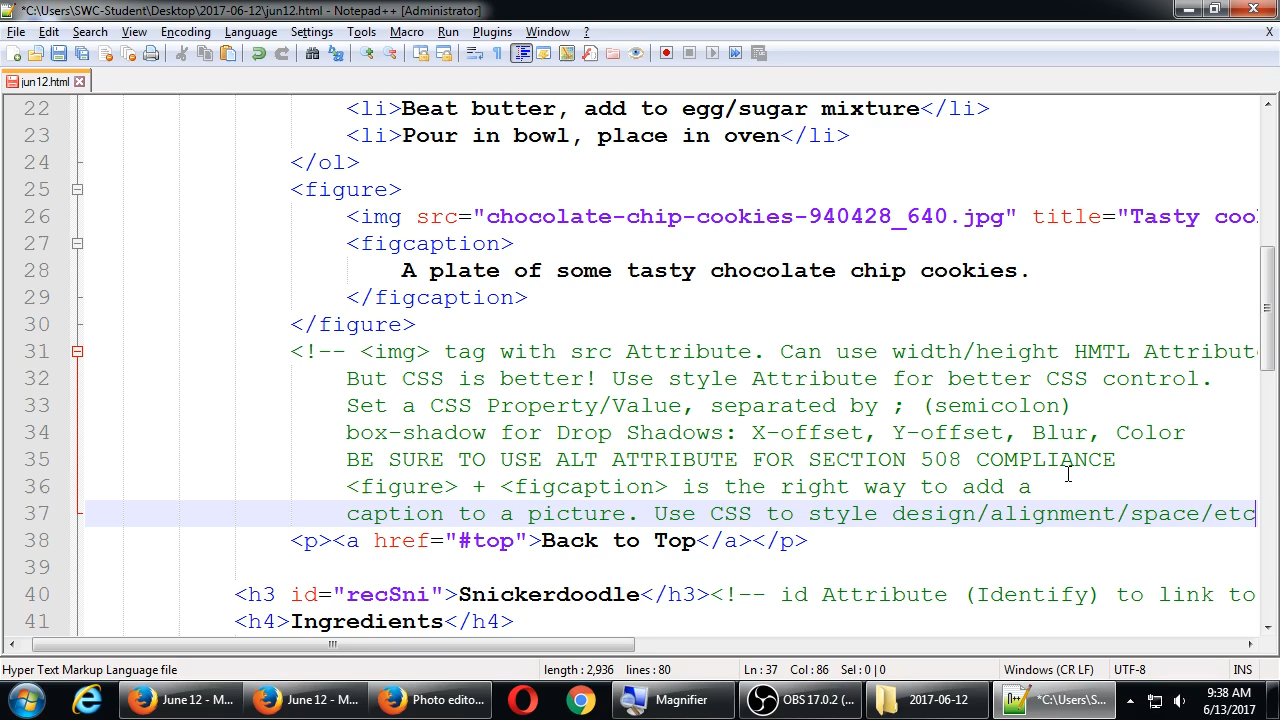 *C:\Users\SWC-Student\Desktop\2017-06-12\jun12.html - Notepad++ [Administrator]
File Edit Search View Encoding Language Settings Tools Macro Run Plugins Window ? X
jun12.html
22 <li>Beat butter, add to egg/sugar mixture</li>
23 <li>Pour in bowl, place in oven</li>
24 </ol>
25 <figure>
26 <img src="chocolate-chip-cookies-940428_640.jpg" title="Tasty coo
27 <figcaption>
28 A plate of some tasty chocolate chip cookies.
29 </figcaption>
30 </figure>
31 <!-- <img> tag with src Attribute. Can use width/height HMTL Attribut
32 But CSS is better! Use style Attribute for better CSS control.
33 Set a CSS Property/Value, separated by ; (semicolon)
34 box-shadow for Drop Shadows: X-offset, Y-offset, Blur, Color
35 BE SURE TO USE ALT ATTRIBUTE FOR SECTION 508 COMPLIANCE
36 <figure> + <figcaption> is the right way to add a
37 caption to a picture. Use CSS to style design/alignment/space/etc
38 <p><a href="#top">Back to Top</a></p>
39
40 <h3 id="recSni">Snickerdoodle</h3><!-- id Attribute (Identify) to link to
41 <h4>Ingredients</h4>
Hyper Text Markup Language file length : 2,936 lines : 80 Ln : 37 Col : 86 Sel : 0 | 0 Windows (CR LF) UTF-8 INS
June 12 - M... June 12 - M... Photo edito... Magnifier OBS 17.0.2 (... 2017-06-12 *C:\Users\S... 9:38 AM
6/13/2017